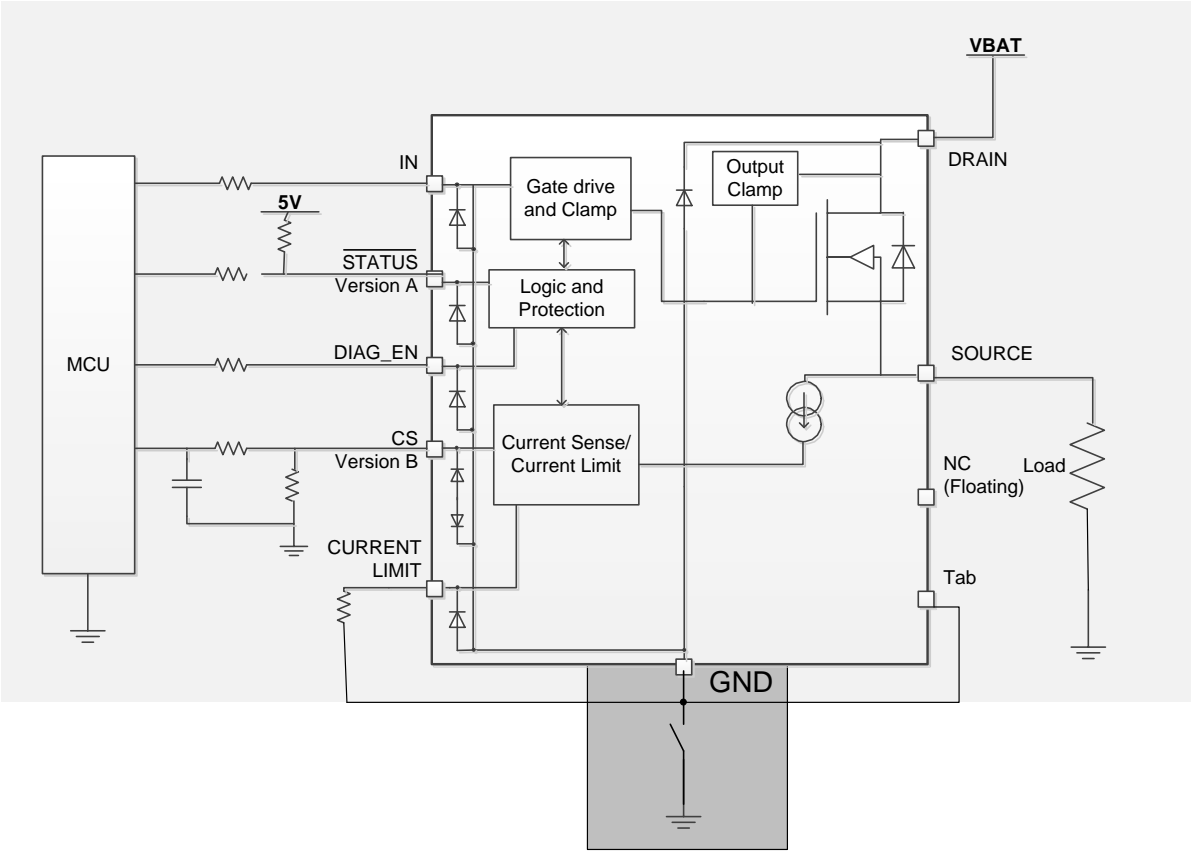 VBAT
DRAIN
IN
Output
Clamp
Gate drive
and Clamp
5V
STATUS
Version A
Logic and
Protection
MCU
DIAG_EN
SOURCE
CS
Version B
Current Sense/
Current Limit
NC
(Floating)
Load
CURRENT
LIMIT
Tab
GND